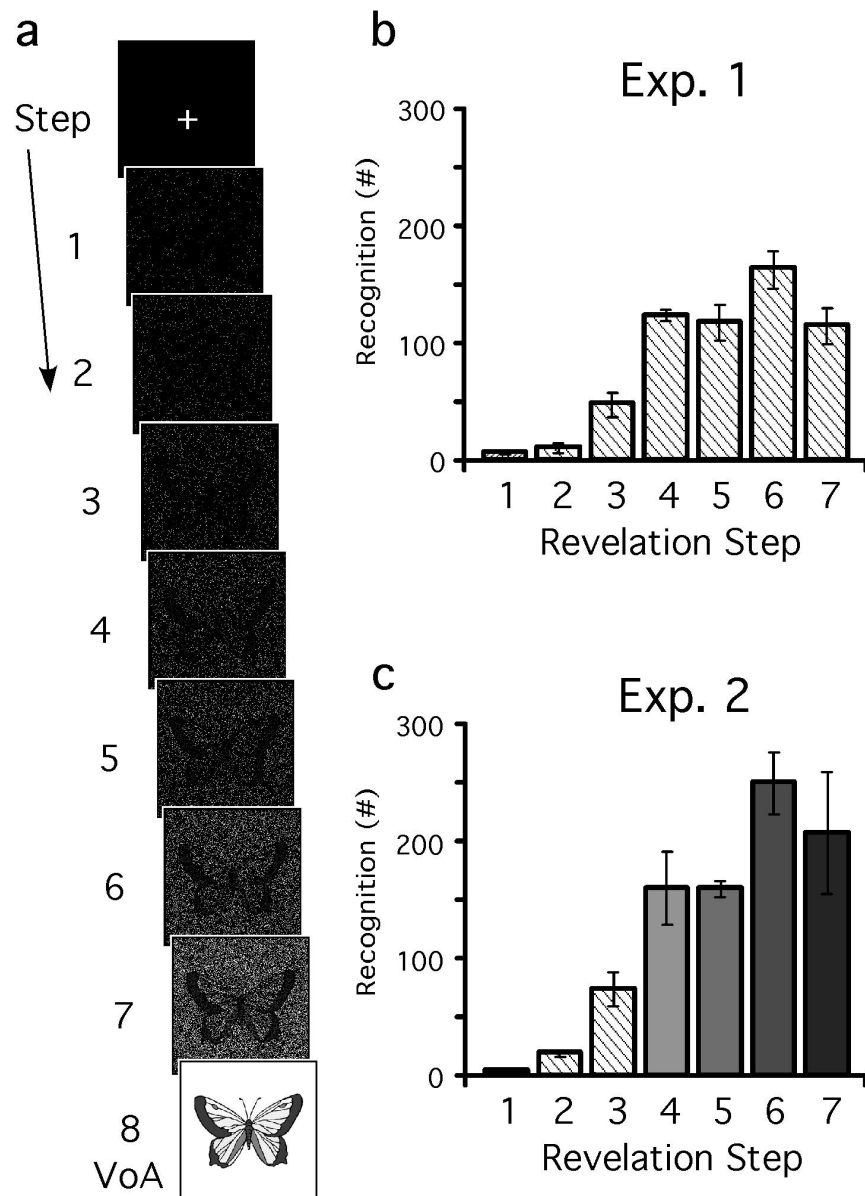 a
Step
1
2
3
4
5
6
7
8
VoA
b
Exp. 1
Recognition (#)
300
200
100
0
1 2 3 4 5 6 7
Revelation Step
c
Exp. 2
Recognition (#)
300
200
100
0
1 2 3 4 5 6 7
Revelation Step